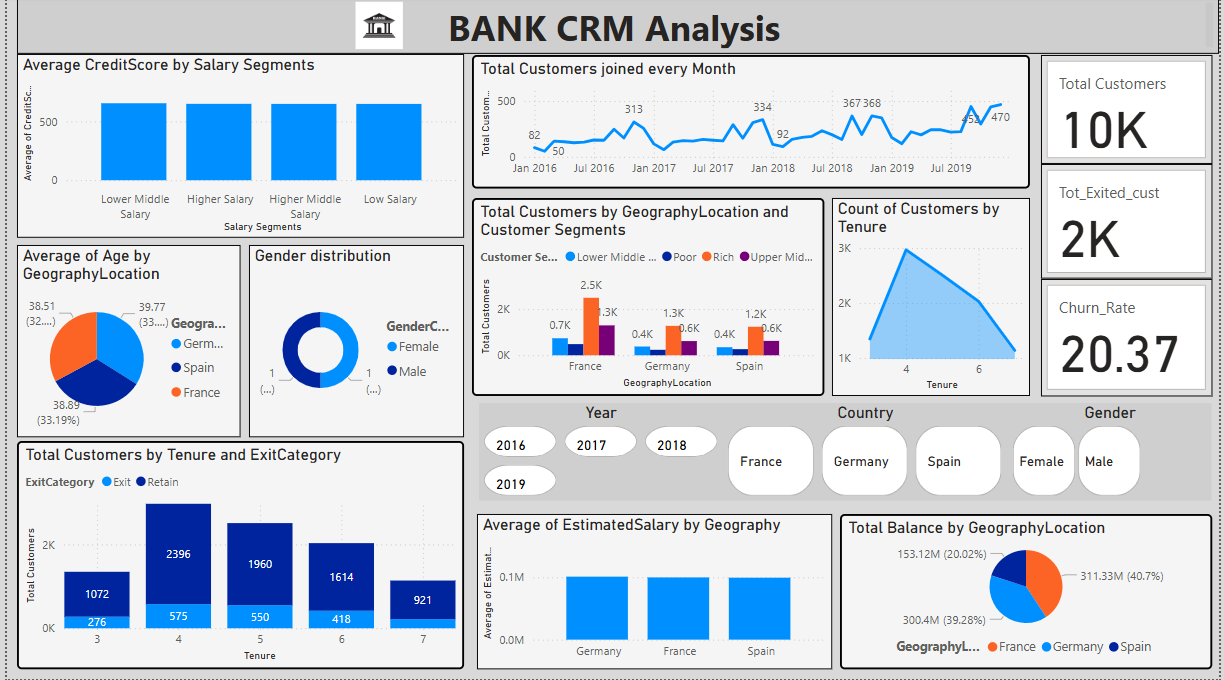 BANK CRM Analysis
Average CreditScore by Salary Segments
Average of CreditSc...
500
0
Lower Middle
Salary
Higher Salary
Higher Middle
Salary
Low Salary
Salary Segments
Total Customers joined every Month
Total Custom...
500
0
82
50
313
334
92
367
368
452
470
Jan 2016
Jul 2016
Jan 2017
Jul 2017
Jan 2018
Jul 2018
Jan 2019
Jul 2019
Total Customers
10K
Tot_Exited_cust
2K
Churn_Rate
20.37
Average of Age by
GeographyLocation
38.51
(32....)
39.77
(33....)
38.89
(33.19%)
Geogra...
Germ...
Spain
France
Gender distribution
1
(...)
1
(...)
GenderC...
Female
Male
Total Customers by GeographyLocation and
Customer Segments
Customer Se...
Lower Middle ...
Poor
Rich
Upper Mid...
Total Customers
2K
0K
0.7K
2.5K
1.3K
0.4K
1.3K
0.6K
0.4K
1.2K
0.6K
France
Germany
Spain
GeographyLocation
Count of Customers by
Tenure
3K
2K
1K
4
6
Tenure
Year
Country
Gender
2016
2017
2018
2019
France
Germany
Spain
Female
Male
Total Customers by Tenure and ExitCategory
ExitCategory
Exit
Retain
Total Customers
2K
0K
1072
276
2396
575
1960
550
1614
418
921
3
4
5
6
7
Tenure
Average of EstimatedSalary by Geography
Average of Estimat...
0.1M
0.0M
Germany
France
Spain
Total Balance by GeographyLocation
153.12M (20.02%)
311.33M (40.7%)
300.4M (39.28%)
GeographyL...
France
Germany
Spain